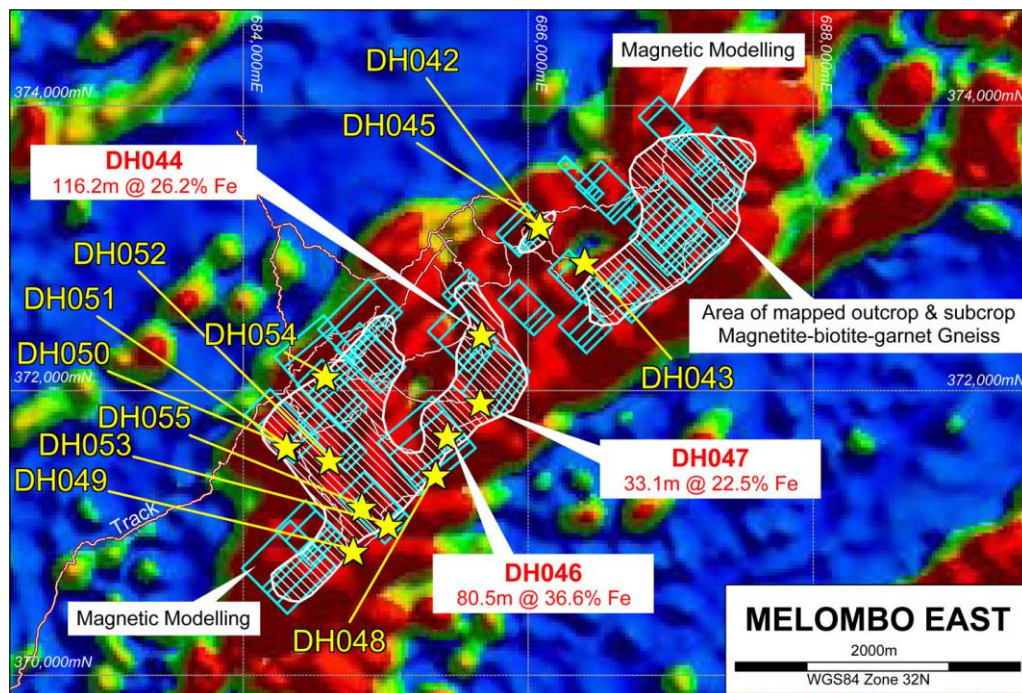 684,000mE
686,000mE
688,000mE
374,000mN
374,000mN
DH042
DH045
Magnetic Modelling
DH044
116.2m @ 26.2% Fe
DH052
DH051
DH054
DH050
DH055
DH053
DH049
Area of mapped outcrop & subcrop
Magnetite-biotite-garnet Gneiss
DH043
372,000mN
372,000mN
DH047
33.1m @ 22.5% Fe
Track
DH046
80.5m @ 36.6% Fe
Magnetic Modelling
DH048
370,000mN
MELOMBO EAST
2000m
WGS84 Zone 32N